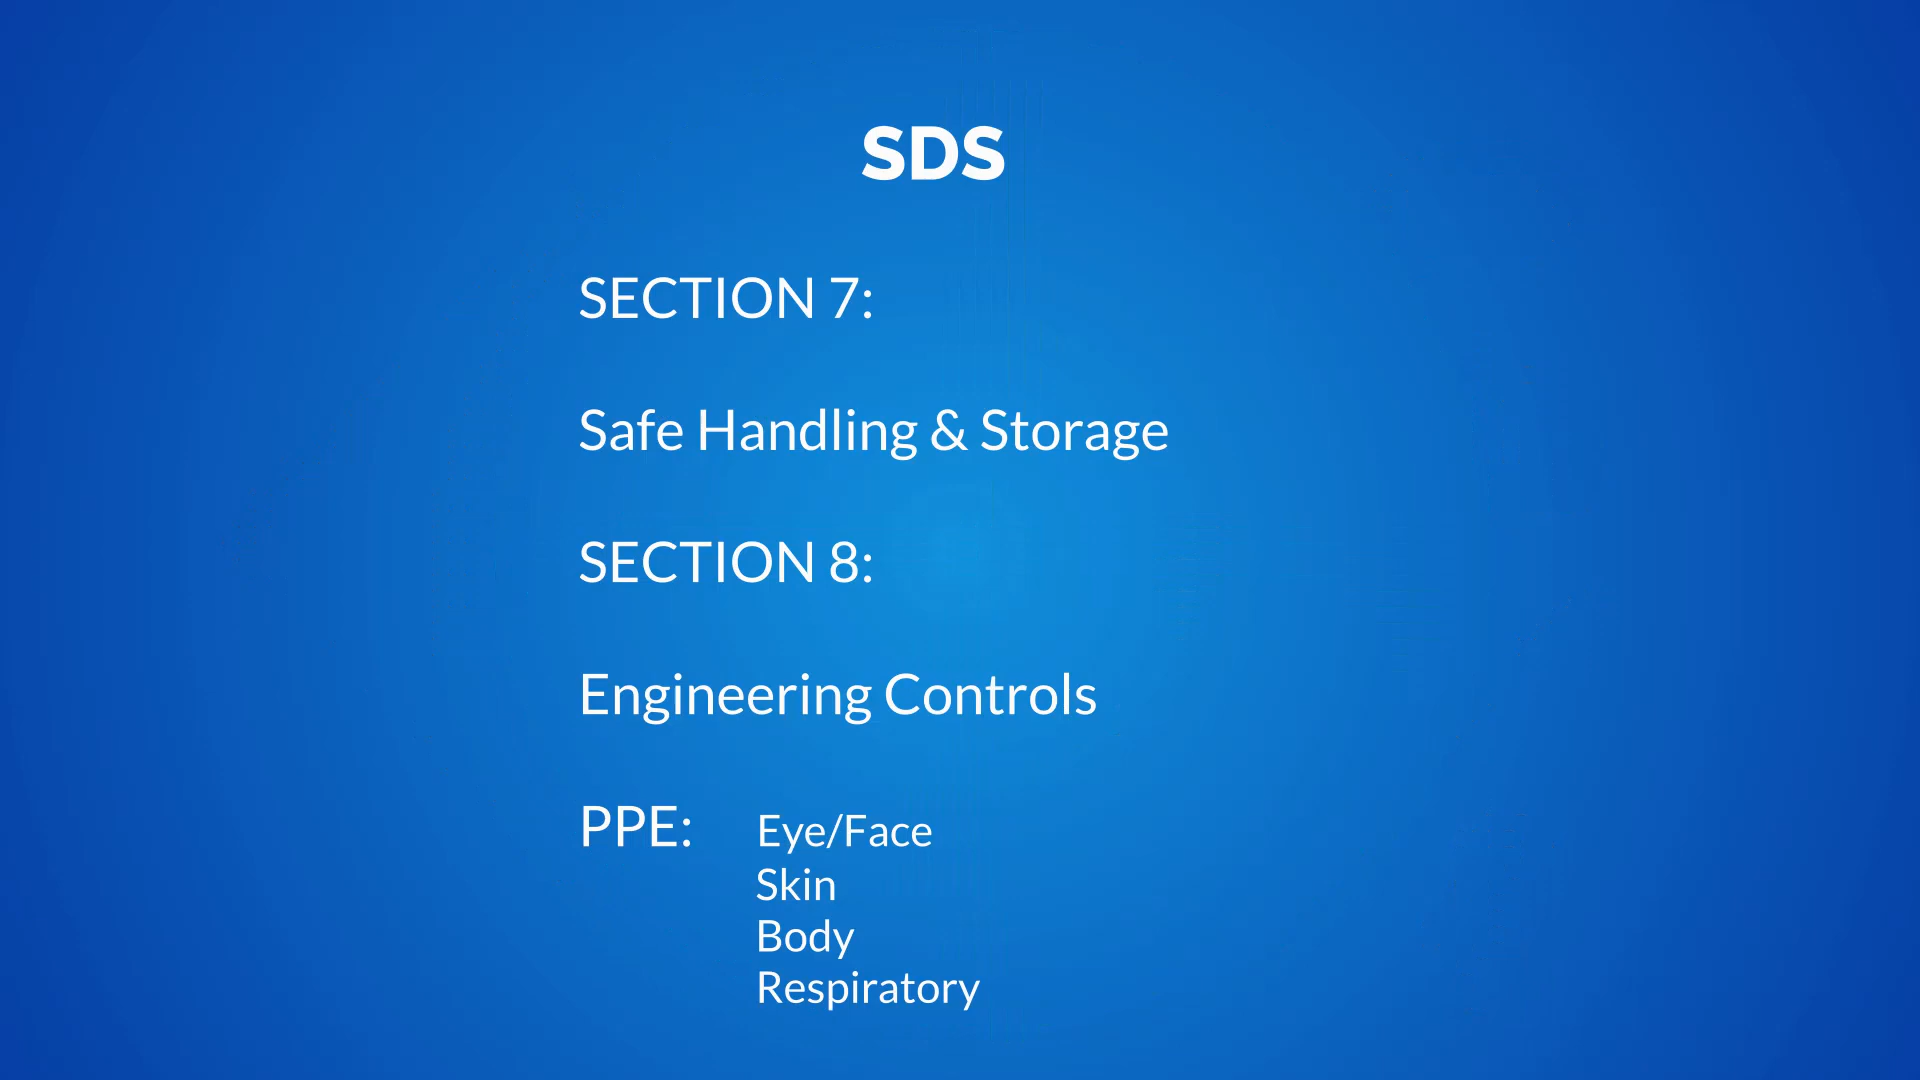 SDS
SECTION 7:
Safe Handling & Storage
SECTION 8:
Engineering Controls
PPE: Eye/Face
Skin
Body
Respiratory